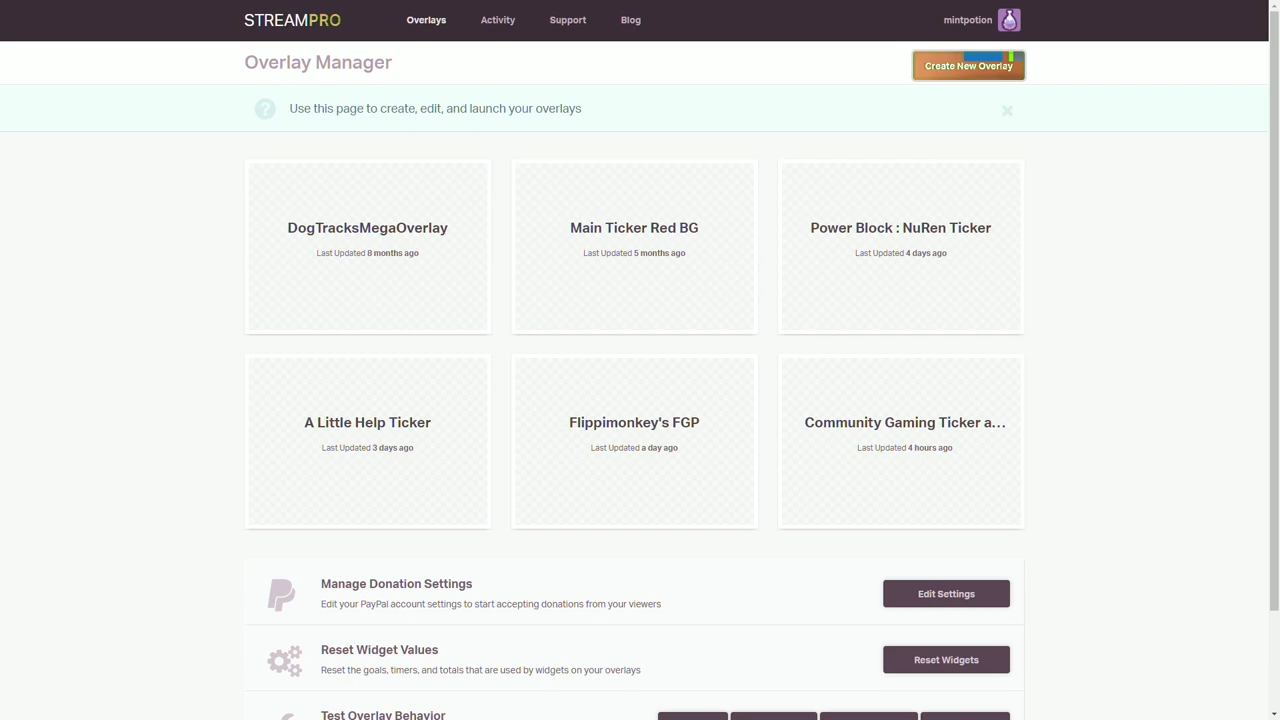 STREAMPRO
Overlays
Activity
Support
Blog
mintpotion
Overlay Manager
Create New Overlay
? Use this page to create, edit, and launch your overlays
DogTracksMegaOverlay
Last Updated 8 months ago
Main Ticker Red BG
Last Updated 5 months ago
Power Block : NuRen Ticker
Last Updated 4 days ago
A Little Help Ticker
Last Updated 3 days ago
Flippimonkey's FGP
Last Updated a day ago
Community Gaming Ticker a...
Last Updated 4 hours ago
Manage Donation Settings
Edit your PayPal account settings to start accepting donations from your viewers
Edit Settings
Reset Widget Values
Reset the goals, timers, and totals that are used by widgets on your overlays
Reset Widgets
Test Overlay Behavior